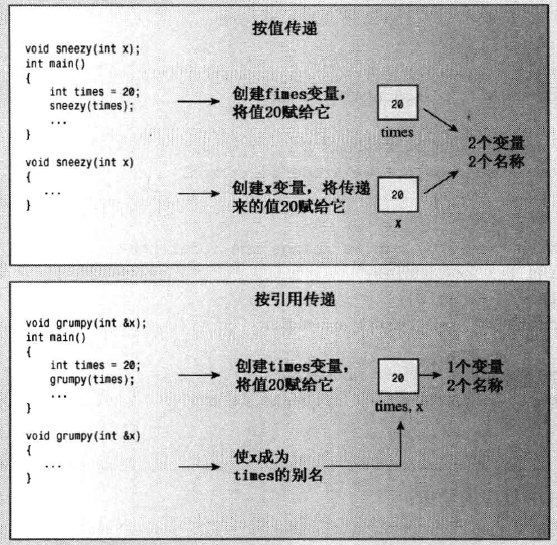 按值传递
void sneezy(int x);
int main()
{
int times = 20;
sneezy(times);
...
}
创建fimes变量，
将值20赋给它
20
times
2个变量
2个名称
void sneezy(int x)
{
...
}
创建x变量，将传递
来的值20赋给它
20
x
按引用传递
void grumpy(int &x);
int main()
{
int times = 20;
grumpy(times);
...
}
创建times变量，
将值20赋给它
20
times, x
1个变量
2个名称
void grumpy(int &x)
{
...
}
使x成为
times的别名